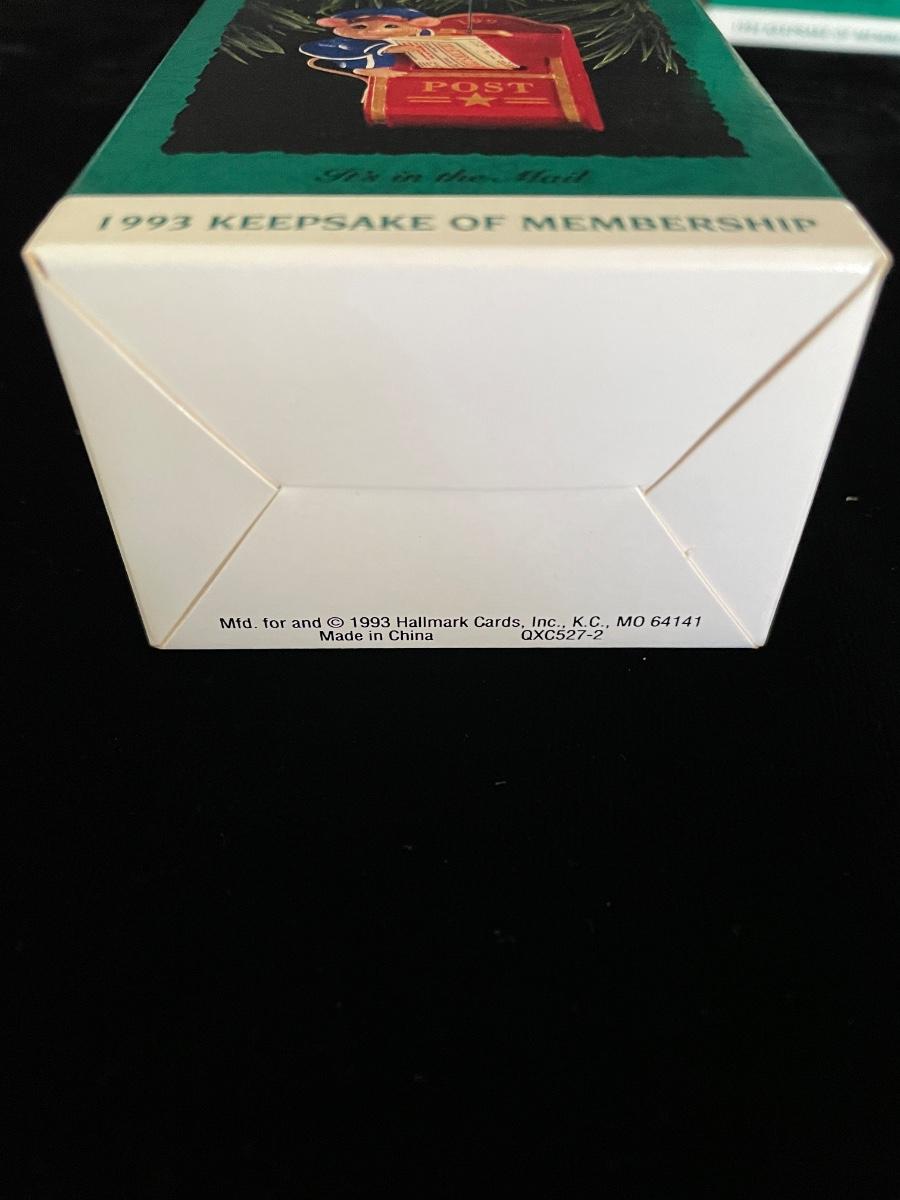 POST
It's in the Mail
1993 KEEPSAKE OF MEMBERSHIP
Mfd. for and © 1993 Hallmark Cards, Inc., K.C., MO 64141
Made in China QXC527-2